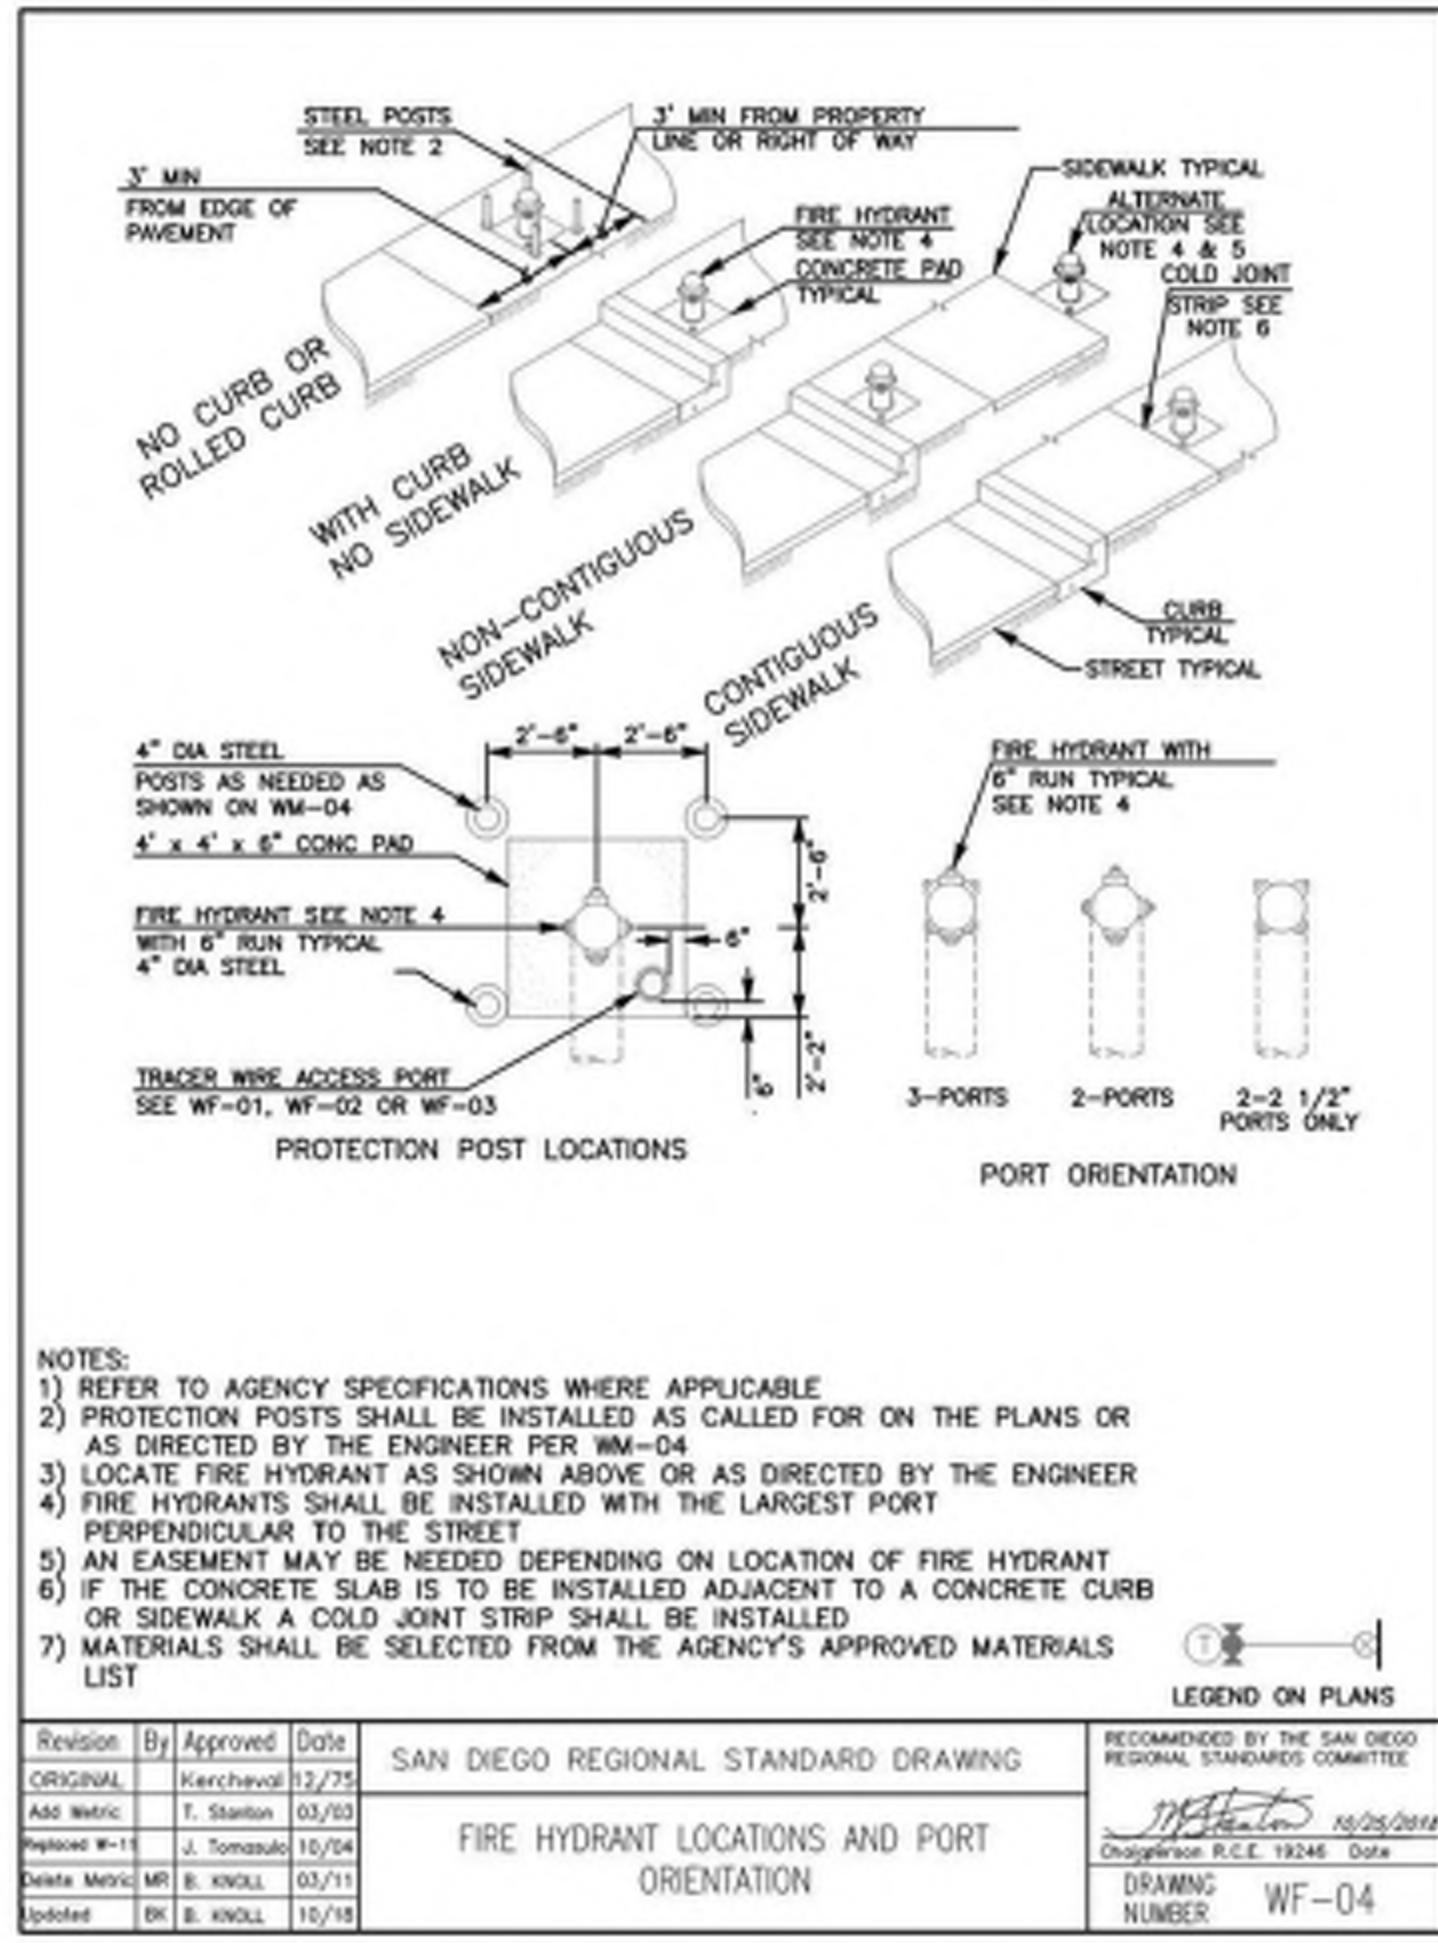 STEEL POSTS
SEE NOTE 2
3' MIN FROM PROPERTY
LINE OR RIGHT OF WAY
3' MIN
FROM EDGE OF
PAVEMENT
SIDEWALK TYPICAL
ALTERNATE
LOCATION SEE
NOTE 4 & 5
FIRE HYDRANT
SEE NOTE 4
CONCRETE PAD
TYPICAL
COLD JOINT
STRIP SEE
NOTE 6
NO CURB OR
ROLLED CURB
WITH CURB
NO SIDEWALK
NON-CONTIGUOUS
SIDEWALK
CONTIGUOUS
SIDEWALK
CURB
TYPICAL
STREET TYPICAL
2'-6"
2'-6"
4" DIA STEEL
POSTS AS NEEDED AS
SHOWN ON WM-04
4' x 4' x 6" CONC PAD
FIRE HYDRANT SEE NOTE 4
WITH 6" RUN TYPICAL
4" DIA STEEL
2'-6"
6"
6"
2'-2"
TRACER WIRE ACCESS PORT
SEE WF-01, WF-02 OR WF-03
PROTECTION POST LOCATIONS
FIRE HYDRANT WITH
6" RUN TYPICAL
SEE NOTE 4
3-PORTS
2-PORTS
2-2 1/2"
PORTS ONLY
PORT ORIENTATION
NOTES:
1) REFER TO AGENCY SPECIFICATIONS WHERE APPLICABLE
2) PROTECTION POSTS SHALL BE INSTALLED AS CALLED FOR ON THE PLANS OR
AS DIRECTED BY THE ENGINEER PER WM-04
3) LOCATE FIRE HYDRANT AS SHOWN ABOVE OR AS DIRECTED BY THE ENGINEER
4) FIRE HYDRANTS SHALL BE INSTALLED WITH THE LARGEST PORT
PERPENDICULAR TO THE STREET
5) AN EASEMENT MAY BE NEEDED DEPENDING ON LOCATION OF FIRE HYDRANT
6) IF THE CONCRETE SLAB IS TO BE INSTALLED ADJACENT TO A CONCRETE CURB
OR SIDEWALK A COLD JOINT STRIP SHALL BE INSTALLED
7) MATERIALS SHALL BE SELECTED FROM THE AGENCY'S APPROVED MATERIALS
LIST
T
LEGEND ON PLANS
Revision By Approved Date
ORIGINAL Kercheval 12/75
Add Metric T. Stanton 03/03
Replaced W-11 J. Tomasulo 10/04
Delete Metric MR B. KNOLL 03/11
Updated BK B. KNOLL 10/18
SAN DIEGO REGIONAL STANDARD DRAWING
FIRE HYDRANT LOCATIONS AND PORT
ORIENTATION
RECOMMENDED BY THE SAN DIEGO
REGIONAL STANDARDS COMMITTEE
10/25/2018
Chairperson R.C.E. 19246 Date
DRAWING
NUMBER WF-04